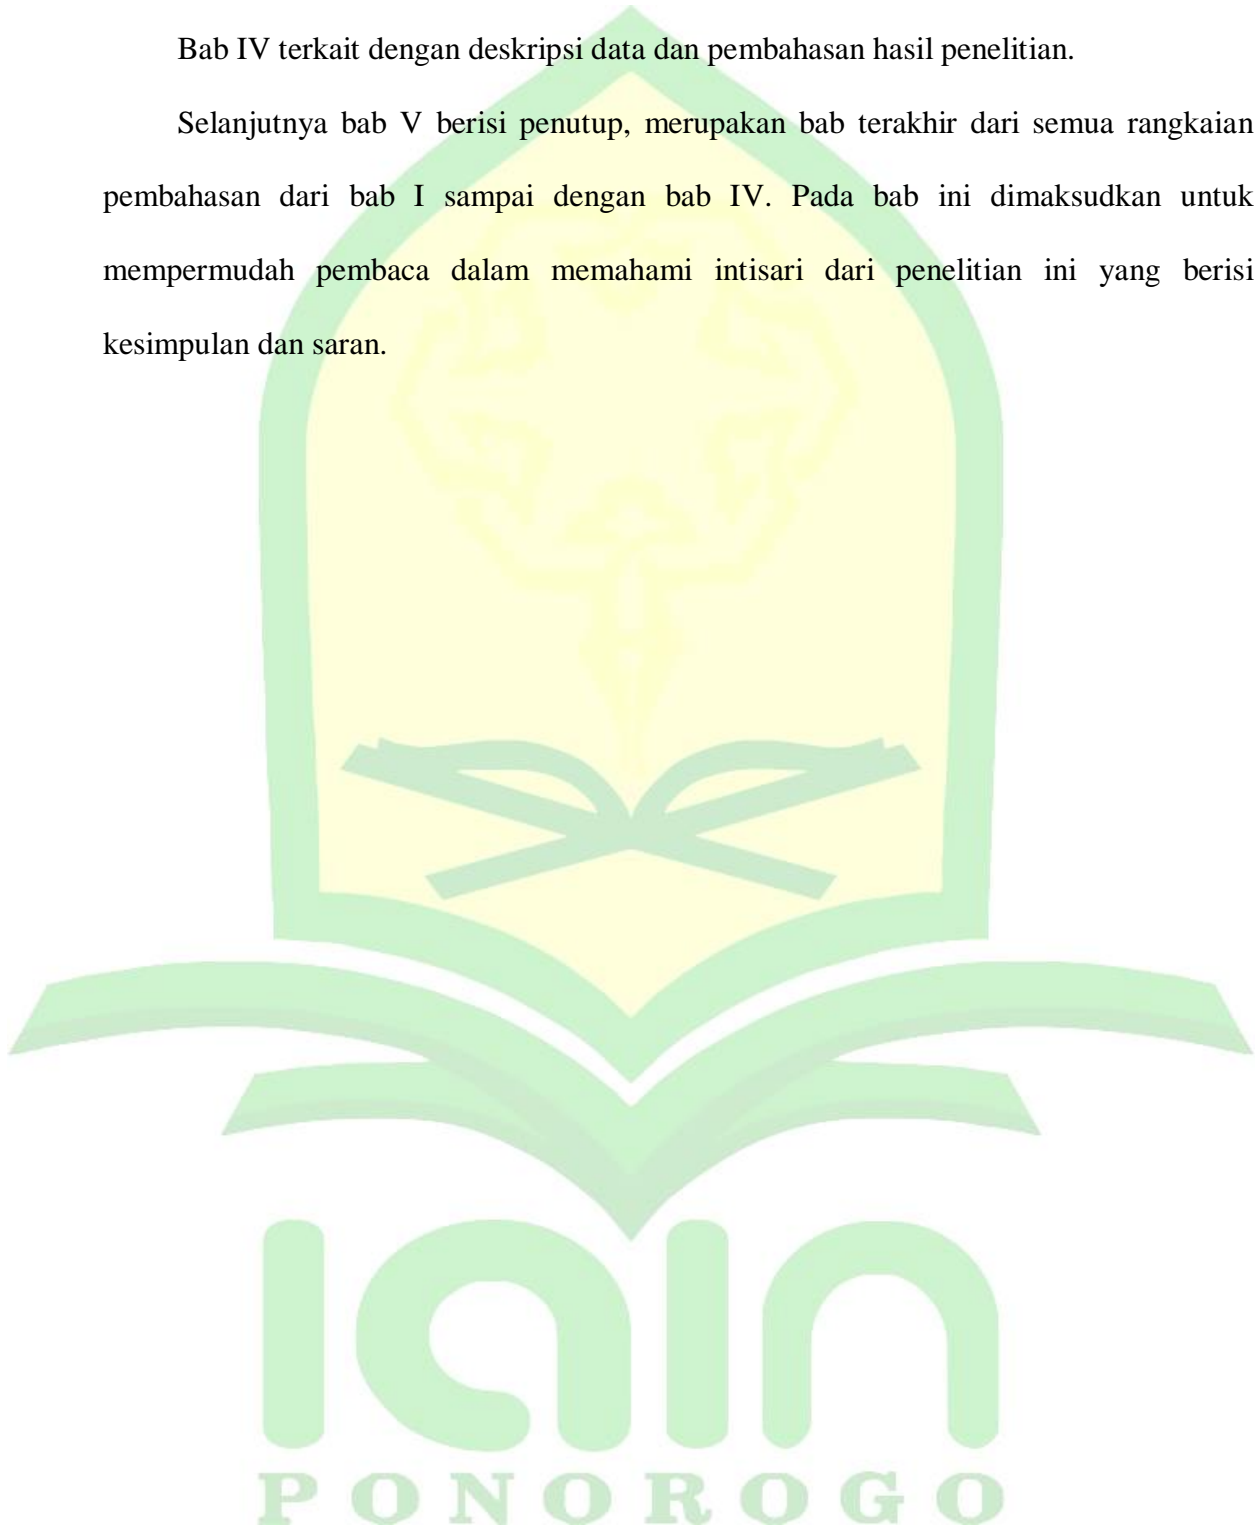 Bab IV terkait dengan deskripsi data dan pembahasan hasil penelitian.
Selanjutnya bab V berisi penutup, merupakan bab terakhir dari semua rangkaian
pembahasan dari bab I sampai dengan bab IV. Pada bab ini dimaksudkan untuk
mempermudah pembaca dalam memahami intisari dari penelitian ini yang berisi
kesimpulan dan saran.
iain
PONOROGO